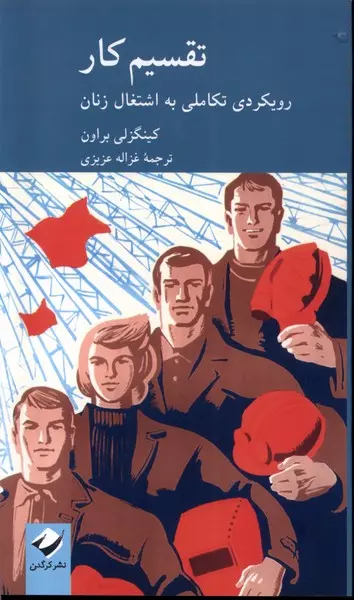 تقسیم کار
رویکردی تکاملی به اشتغال زنان
کینگزلی براون
ترجمهٔ غزاله عزیزی
نشر کرگدن